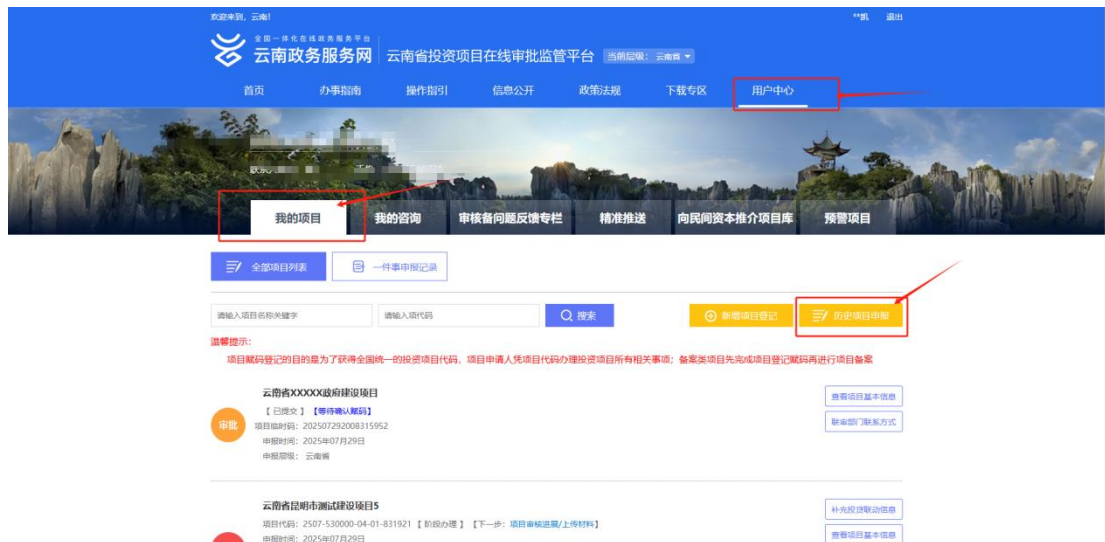 欢迎来到，云南！ **凯 退出
全国一体化在线政务服务平台
云南政务服务网 云南省投资项目在线审批监管平台 当前层级：云南省
首页 办事指南 操作指引 信息公开 政策法规 下载专区 用户中心
我的项目 我的咨询 审核备问题反馈专栏 精准推送 向民间资本推介项目库 预警项目
全部项目列表 一件事申报记录
请输入项目名称关键字 请输入项代码 搜索 新增项目登记 历史项目申报
温馨提示：
项目赋码登记的目的是为了获得全国统一的投资项目代码，项目申请人凭项目代码办理投资项目所有相关事项；备案类项目先完成项目登记赋码再进行项目备案
云南省XXXXX政府建设项目 查看项目基本信息
【 已提交 】【等待确认赋码】
审批 项目临时码：202507292008315952 联审部门联系方式
申报时间：2025年07月29日
申报层级：云南省
云南省昆明市测试建设项目5 补充投贷联动信息
项目代码：2507-530000-04-01-831921 【 阶段办理 】 【下一步：项目审核进展/上传材料】
申报时间：2025年07月29日 查看项目基本信息